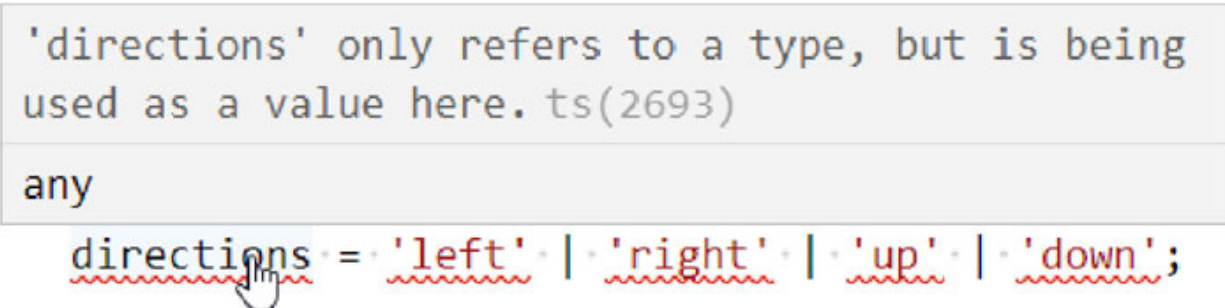 'directions' only refers to a type, but is being
used as a value here. ts(2693)
any
directions = 'left' | 'right' | 'up' | 'down';